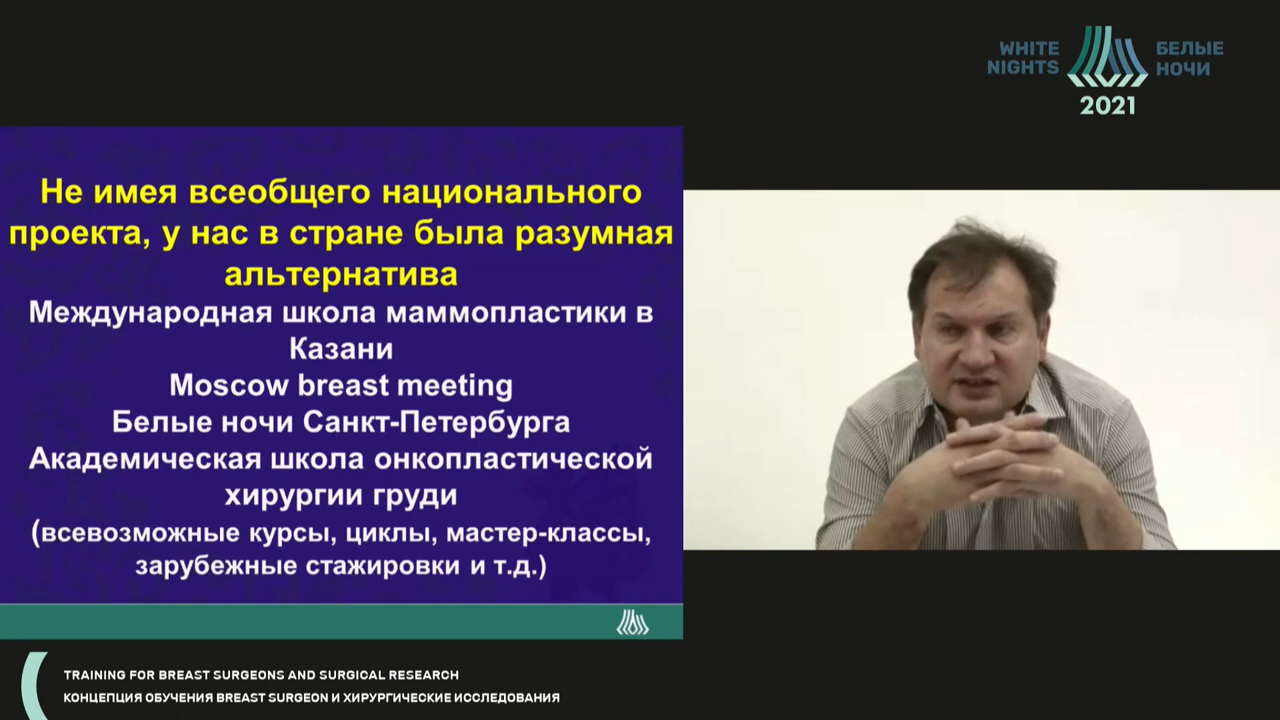 WHITE
NIGHTS
БЕЛЫЕ
НОЧИ
2021
Не имея всеобщего национального
проекта, у нас в стране была разумная
альтернатива
Международная школа маммопластики в
Казани
Moscow breast meeting
Белые ночи Санкт-Петербурга
Академическая школа онкопластической
хирургии груди
(всевозможные курсы, циклы, мастер-классы,
зарубежные стажировки и т.д.)
TRAINING FOR BREAST SURGEONS AND SURGICAL RESEARCH
КОНЦЕПЦИЯ ОБУЧЕНИЯ BREAST SURGEON И ХИРУРГИЧЕСКИЕ ИССЛЕДОВАНИЯ